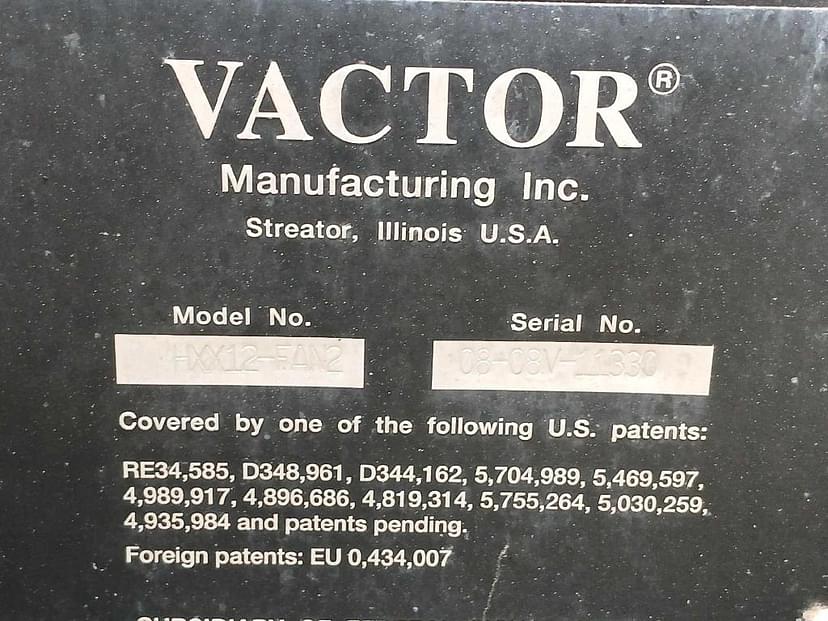 VACTOR®
Manufacturing Inc.
Streator, Illinois U.S.A.
Model No. Serial No.
HXX12-FAN2 08-08V-11330
Covered by one of the following U.S. patents:
RE34,585, D348,961, D344,162, 5,704,989, 5,469,597,
4,989,917, 4,896,686, 4,819,314, 5,755,264, 5,030,259,
4,935,984 and patents pending.
Foreign patents: EU 0,434,007
SUBSIDIARY OF